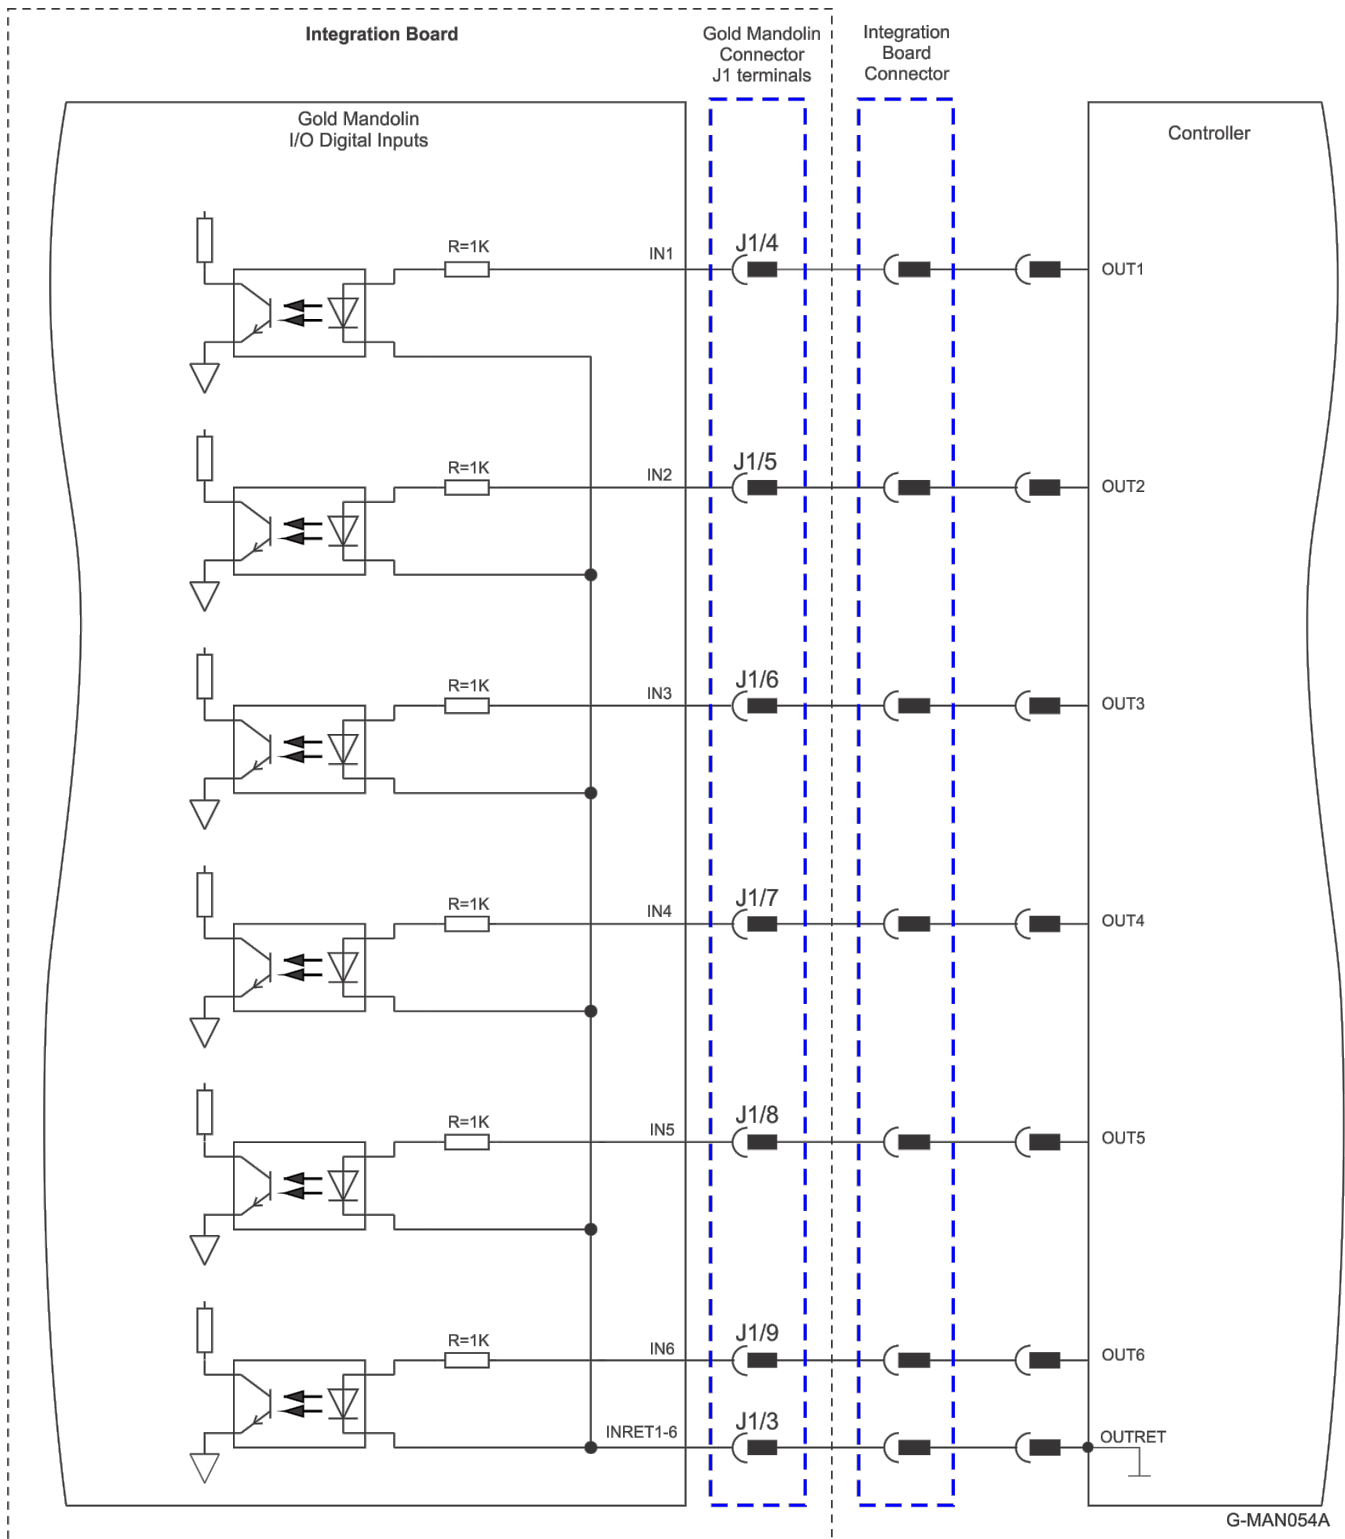 Integration Board
Gold Mandolin
Connector
J1 terminals
Integration
Board
Connector
Gold Mandolin
I/O Digital Inputs
Controller
R=1K
IN1
J1/4
OUT1
R=1K
IN2
J1/5
OUT2
R=1K
IN3
J1/6
OUT3
R=1K
IN4
J1/7
OUT4
R=1K
IN5
J1/8
OUT5
R=1K
IN6
J1/9
OUT6
INRET1-6
J1/3
OUTRET
G-MAN054A